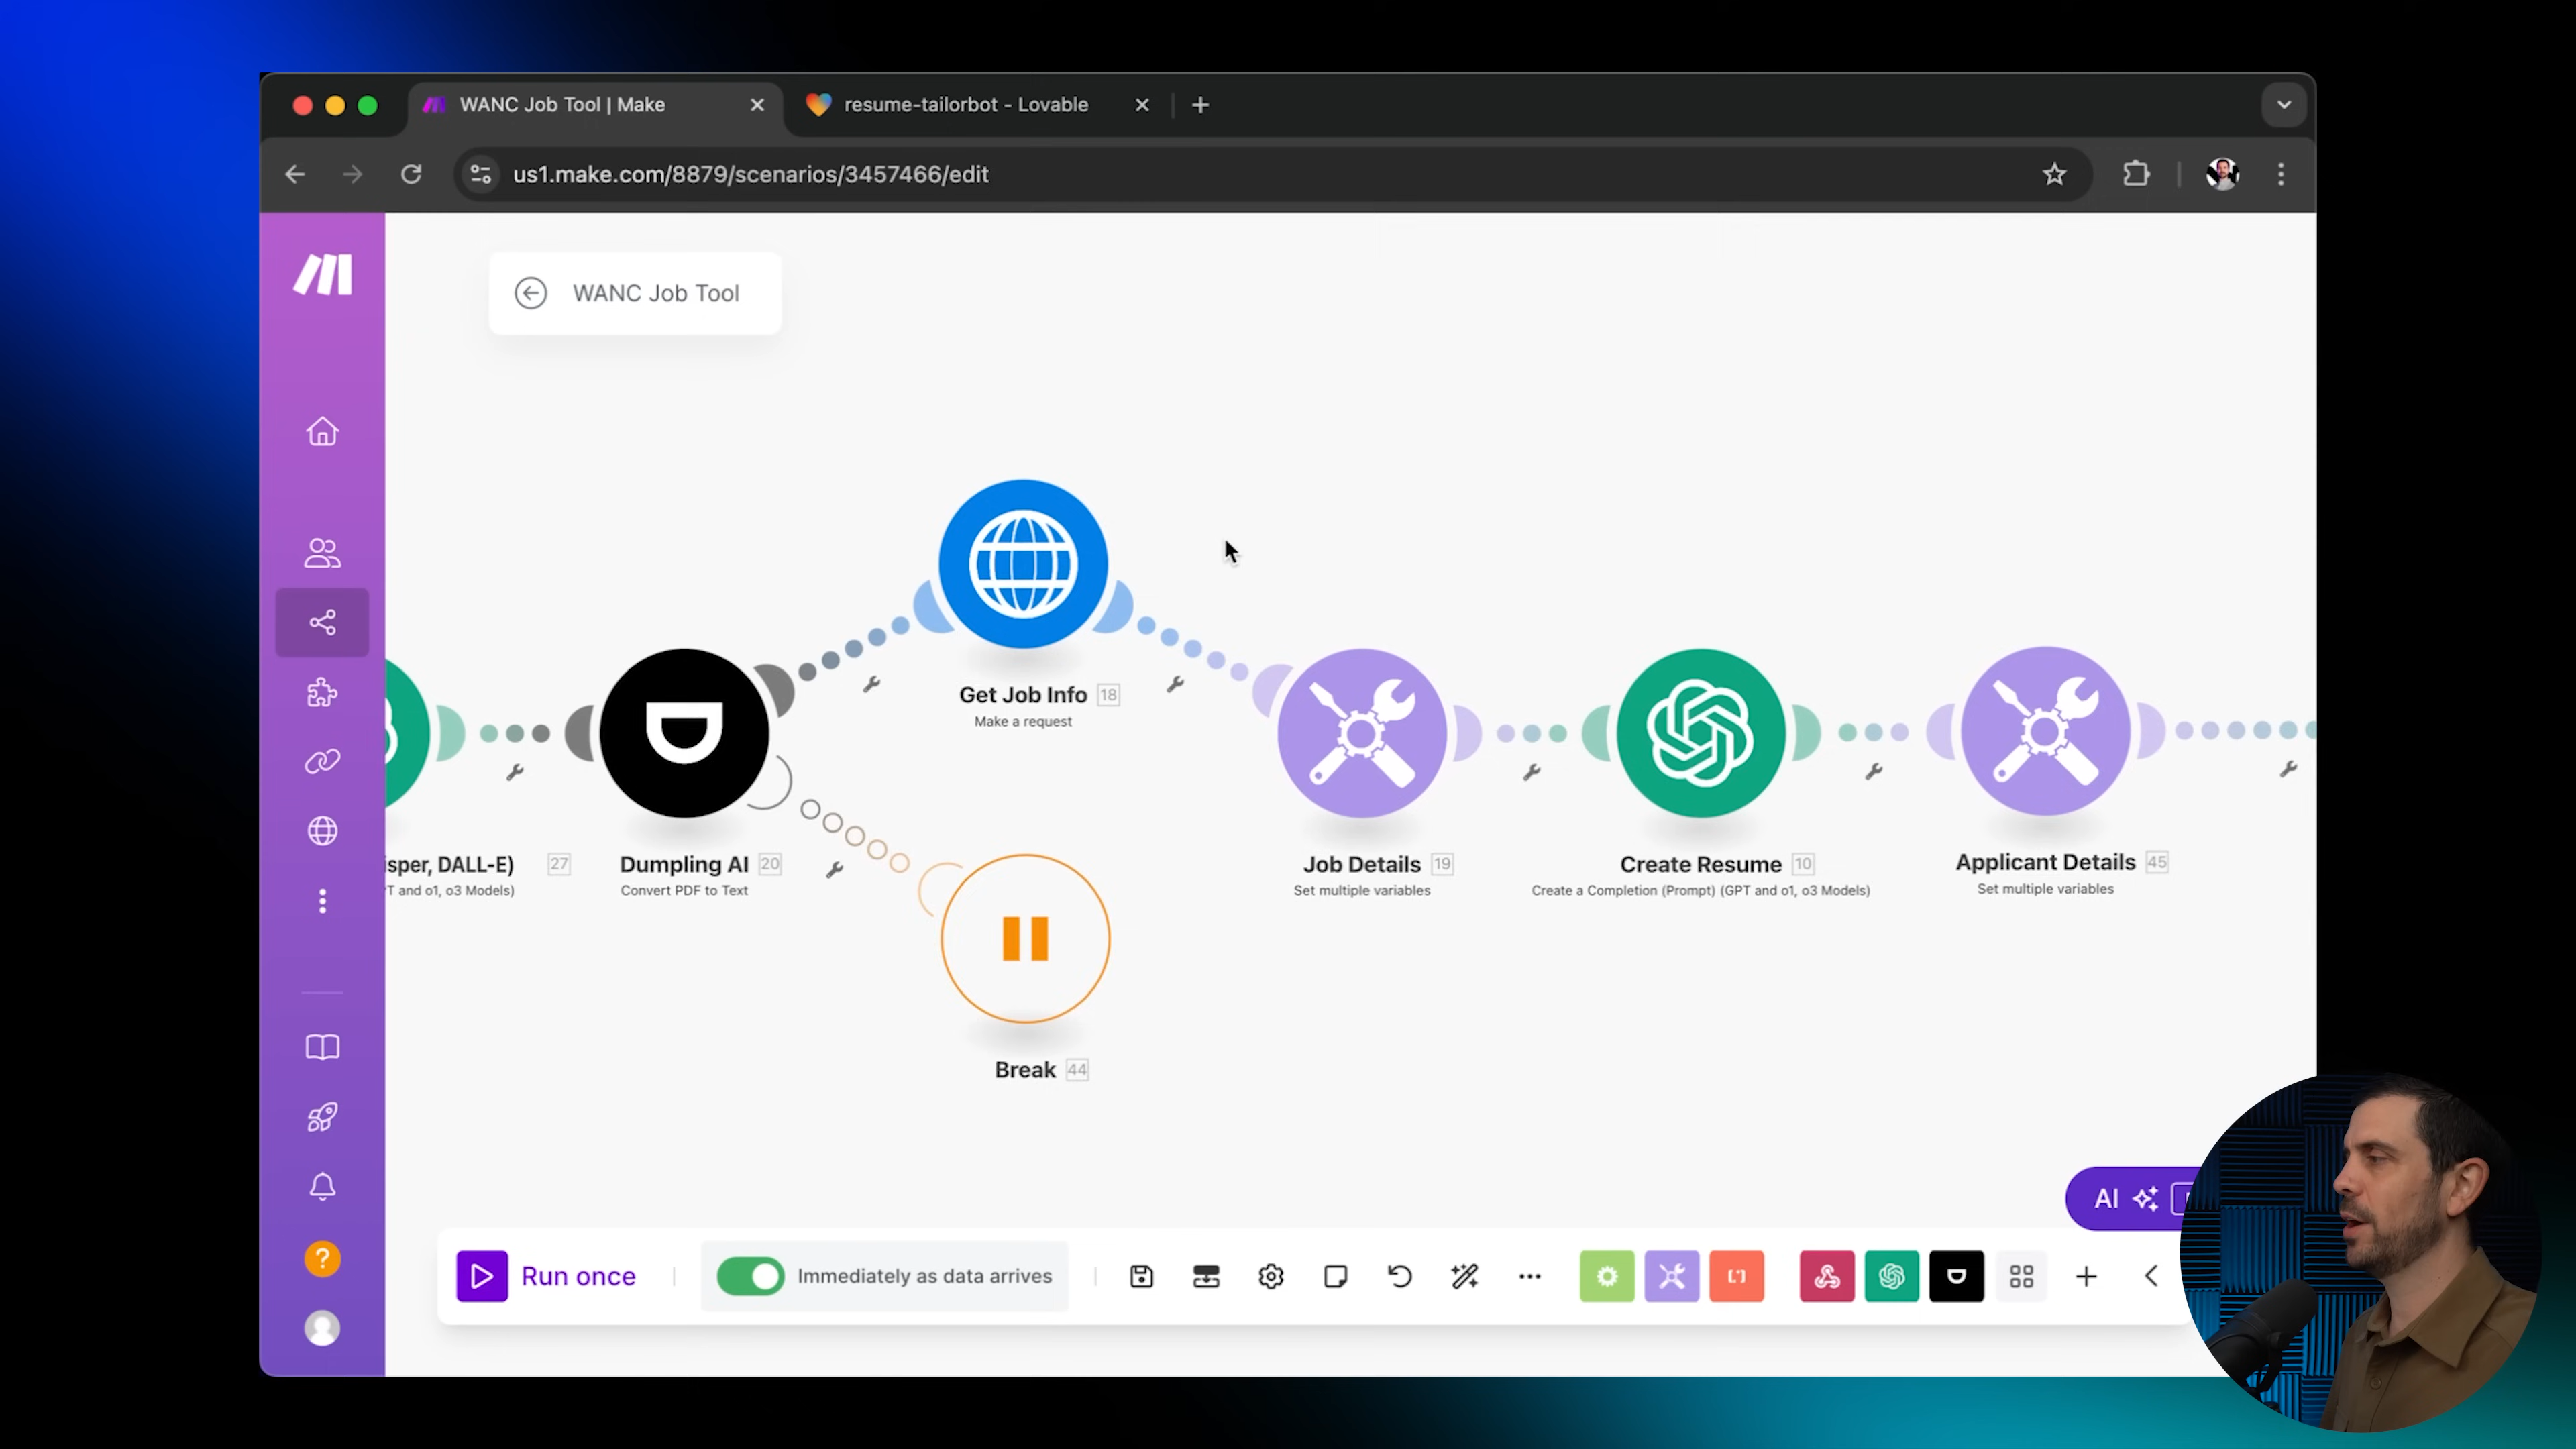 WANC Job Tool | Make
resume-tailorbot - Lovable
us1.make.com/8879/scenarios/3457466/edit
WANC Job Tool
Get Job Info 18
Make a request
isper, DALL-E) 27
T and o1, o3 Models)
Dumpling AI 20
Convert PDF to Text
Job Details 19
Set multiple variables
Create Resume 10
Create a Completion (Prompt) (GPT and o1, o3 Models)
Applicant Details 45
Set multiple variables
Break 44
AI
Run once
Immediately as data arrives